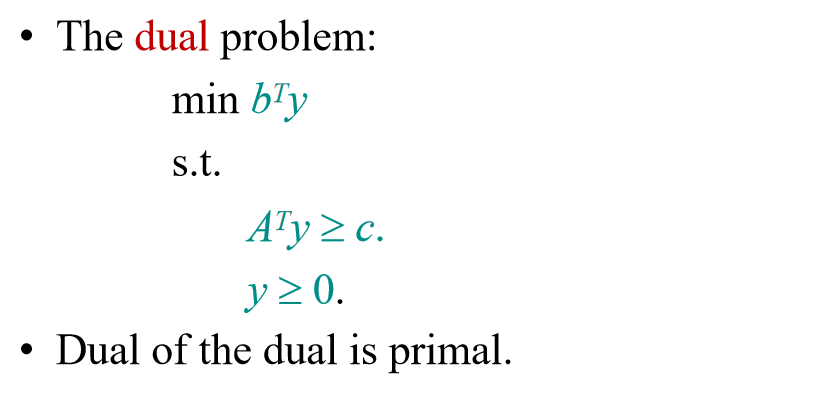 • The dual problem:
min bᵀy
s.t.
Aᵀy ≥ c.
y ≥ 0.
• Dual of the dual is primal.